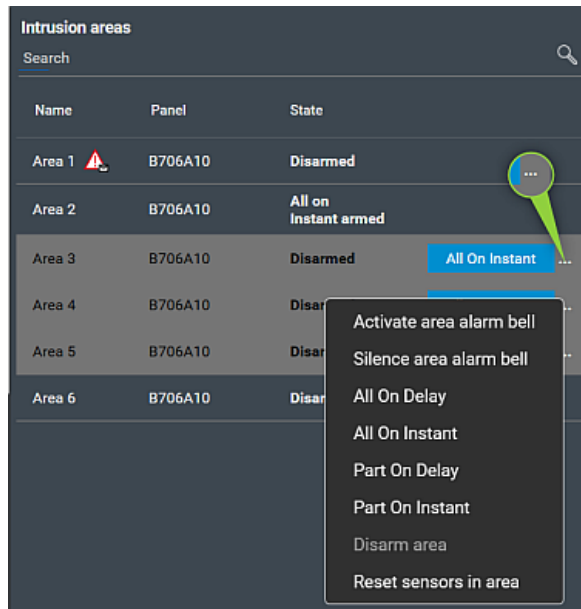 Intrusion areas
Search
Name Panel State
Area 1 B706A10 Disarmed
...
Area 2 B706A10 All on
Instant armed
Area 3 B706A10 Disarmed All On Instant ...
Area 4 B706A10 Disar
Area 5 B706A10 Disar
Area 6 B706A10 Disar
Activate area alarm bell
Silence area alarm bell
All On Delay
All On Instant
Part On Delay
Part On Instant
Disarm area
Reset sensors in area